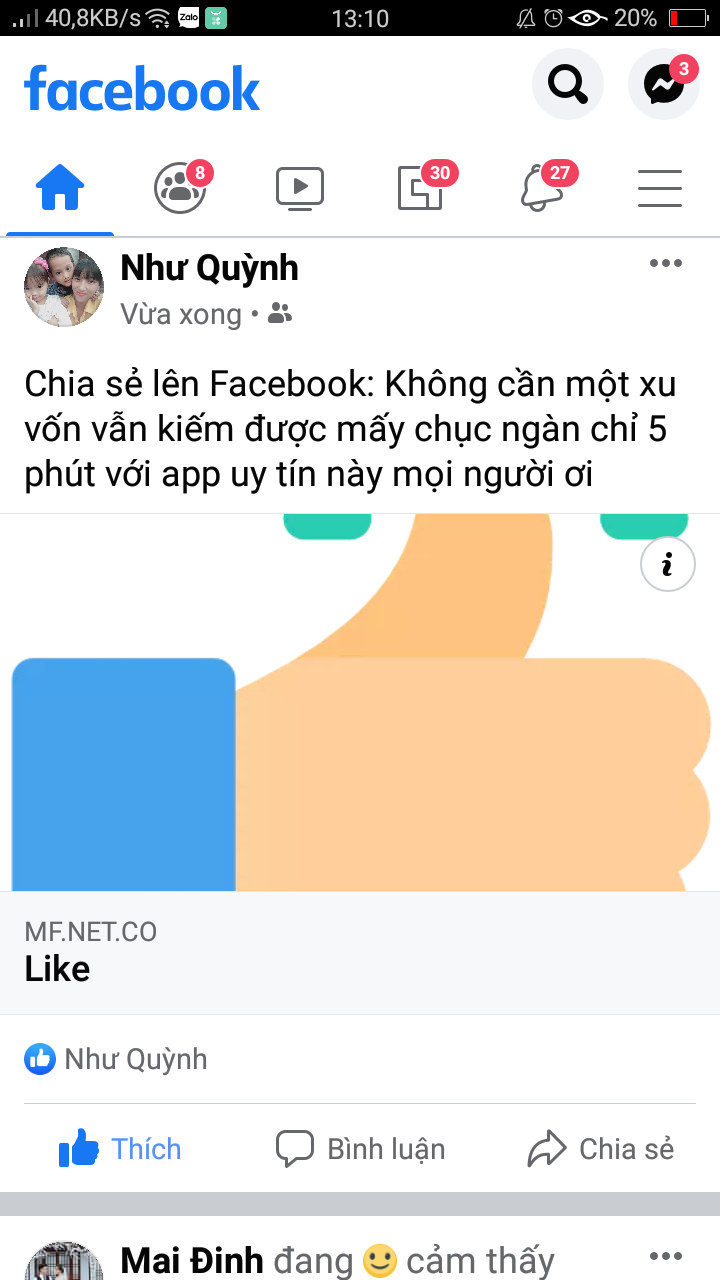 40,8KB/s Zalo 13:10 20%
facebook
3
8 30 27
Như Quỳnh
Vừa xong •
Chia sẻ lên Facebook: Không cần một xu
vốn vẫn kiếm được mấy chục ngàn chỉ 5
phút với app uy tín này mọi người ơi
i
MF.NET.CO
Like
Như Quỳnh
Thích Bình luận Chia sẻ
Mai Đinh đang cảm thấy